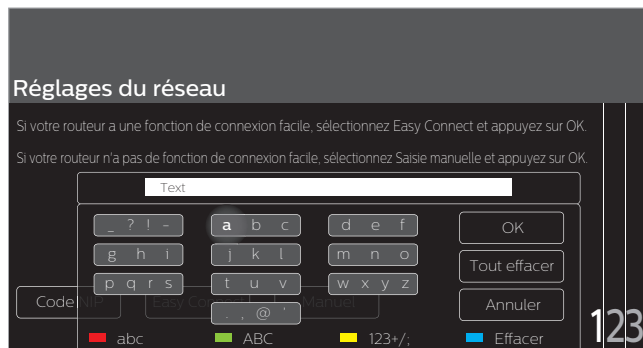 Réglages du réseau
Si votre routeur a une fonction de connexion facile, sélectionnez Easy Connect et appuyez sur OK.
Si votre routeur n'a pas de fonction de connexion facile, sélectionnez Saisie manuelle et appuyez sur OK.
Text
_ ? ! - a b c d e f OK
g h i j k l m n o Tout effacer
p q r s t u v w x y z
Code NIP Easy Connect Manuel Annuler
. , @ '
abc ABC 123+/; Effacer
123